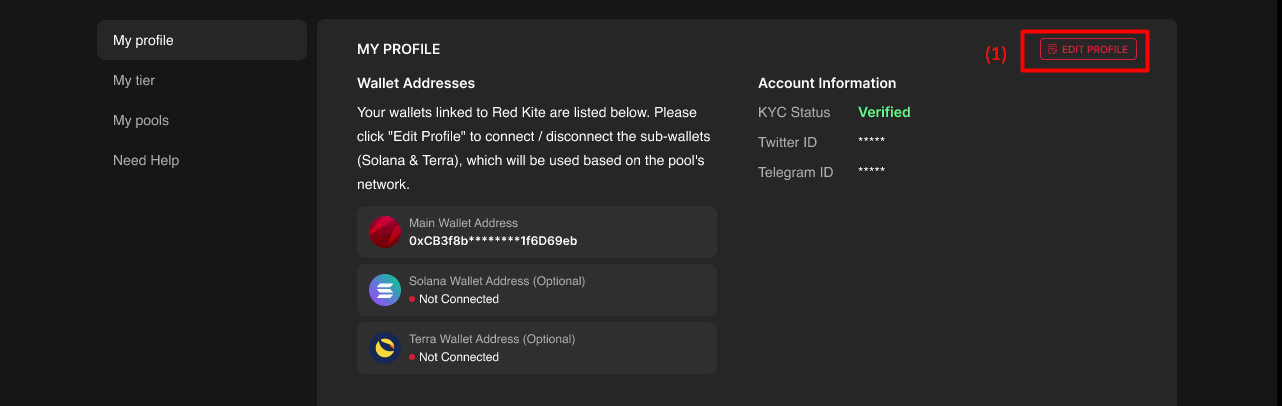 My profile
My tier
My pools
Need Help
MY PROFILE
(1)
EDIT PROFILE
Wallet Addresses
Your wallets linked to Red Kite are listed below. Please
click "Edit Profile" to connect / disconnect the sub-wallets
(Solana & Terra), which will be used based on the pool's
network.
Main Wallet Address
0xCB3f8b********1f6D69eb
Solana Wallet Address (Optional)
Not Connected
Terra Wallet Address (Optional)
Not Connected
Account Information
KYC Status Verified
Twitter ID *****
Telegram ID *****